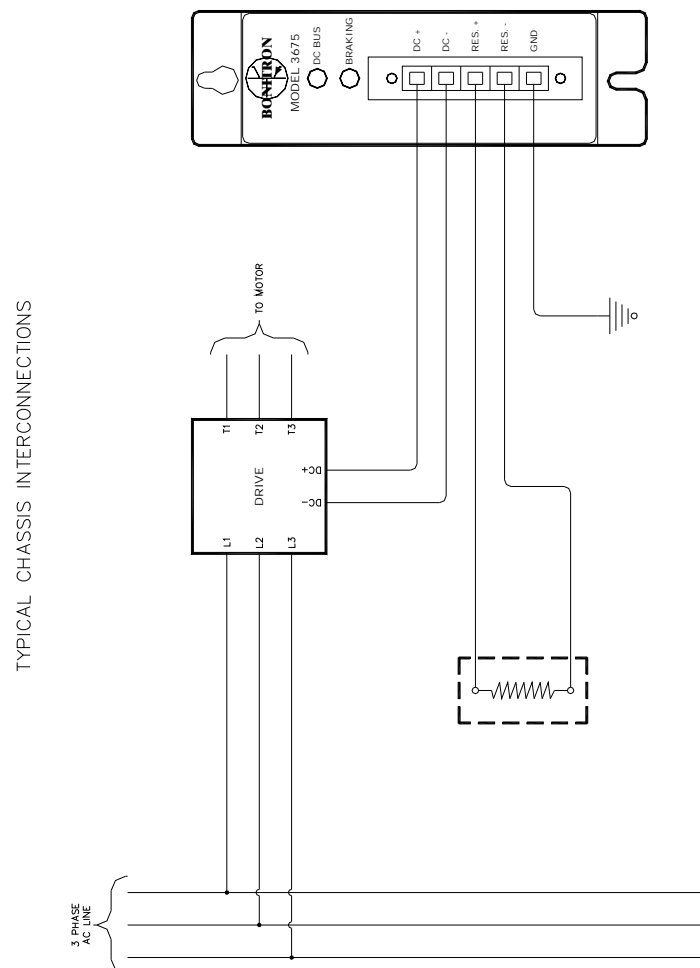 TYPICAL CHASSIS INTERCONNECTIONS
BONITRON
MODEL 3675
DC BUS
BRAKING
DC +
DC -
RES. +
RES. -
GND
TO MOTOR
T1
T2
T3
DRIVE
DC+
DC-
L1
L2
L3
3 PHASE
AC LINE